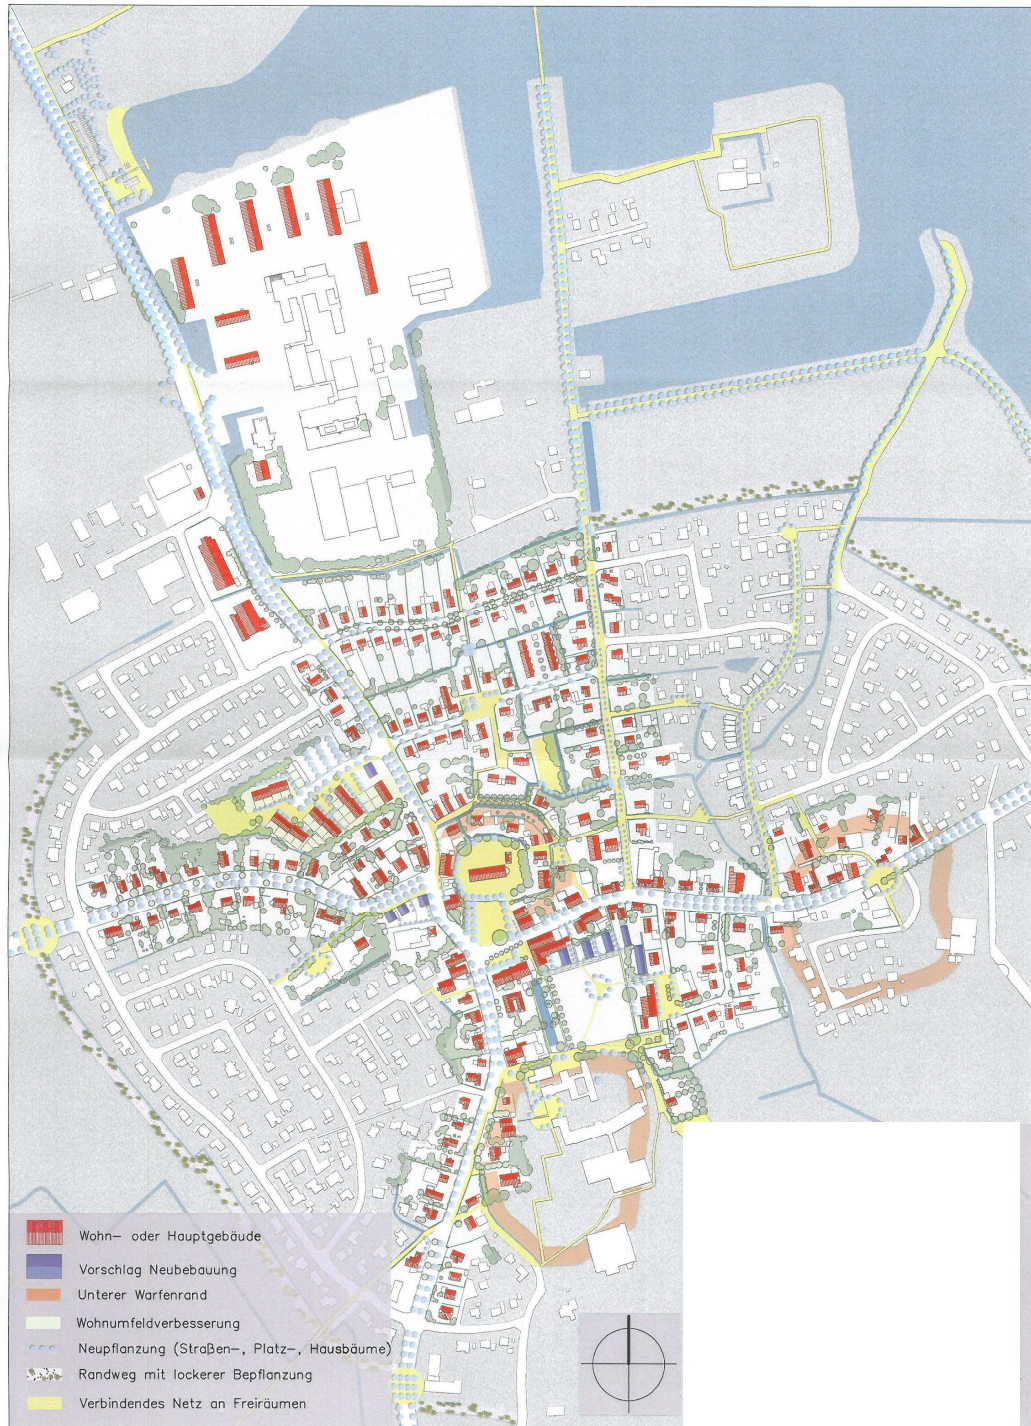 Wohn- oder Hauptgebäude
Vorschlag Neubebauung
Unterer Warfenrand
Wohnumfeldverbesserung
Neupflanzung (Straßen-, Platz-, Hausbäume)
Randweg mit lockerer Bepflanzung
Verbindendes Netz an Freiräumen